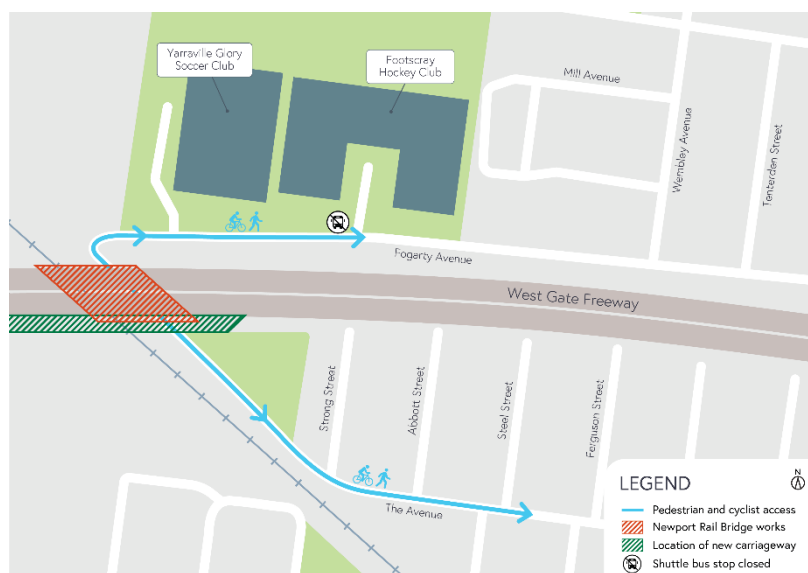 Yarraville Glory
Soccer Club
Footscray
Hockey Club
Mill Avenue
Wembley Avenue
Tenterden Street
Fogarty Avenue
West Gate Freeway
Strong Street
Abbott Street
Steel Street
Ferguson Street
The Avenue
LEGEND
N
Pedestrian and cyclist access
Newport Rail Bridge works
Location of new carriageway
Shuttle bus stop closed